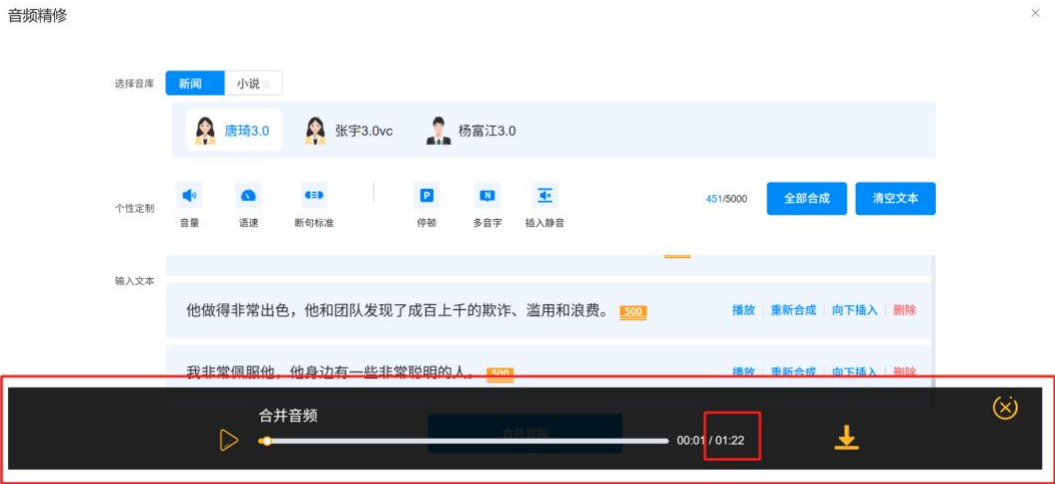 音频精修
选择音库 新闻 小说
唐琦3.0 张宇3.0vc 杨富江3.0
个性定制 音量 语速 断句标准 停顿 多音字 插入静音 451/5000 全部合成 清空文本
输入文本
他做得非常出色，他和团队发现了成百上千的欺诈、滥用和浪费。 500 播放 重新合成 向下插入 删除
我非常佩服他，他身边有一些非常聪明的人。 500 播放 重新合成 向下插入 删除
合并音频
合并音频
00:01 / 01:22